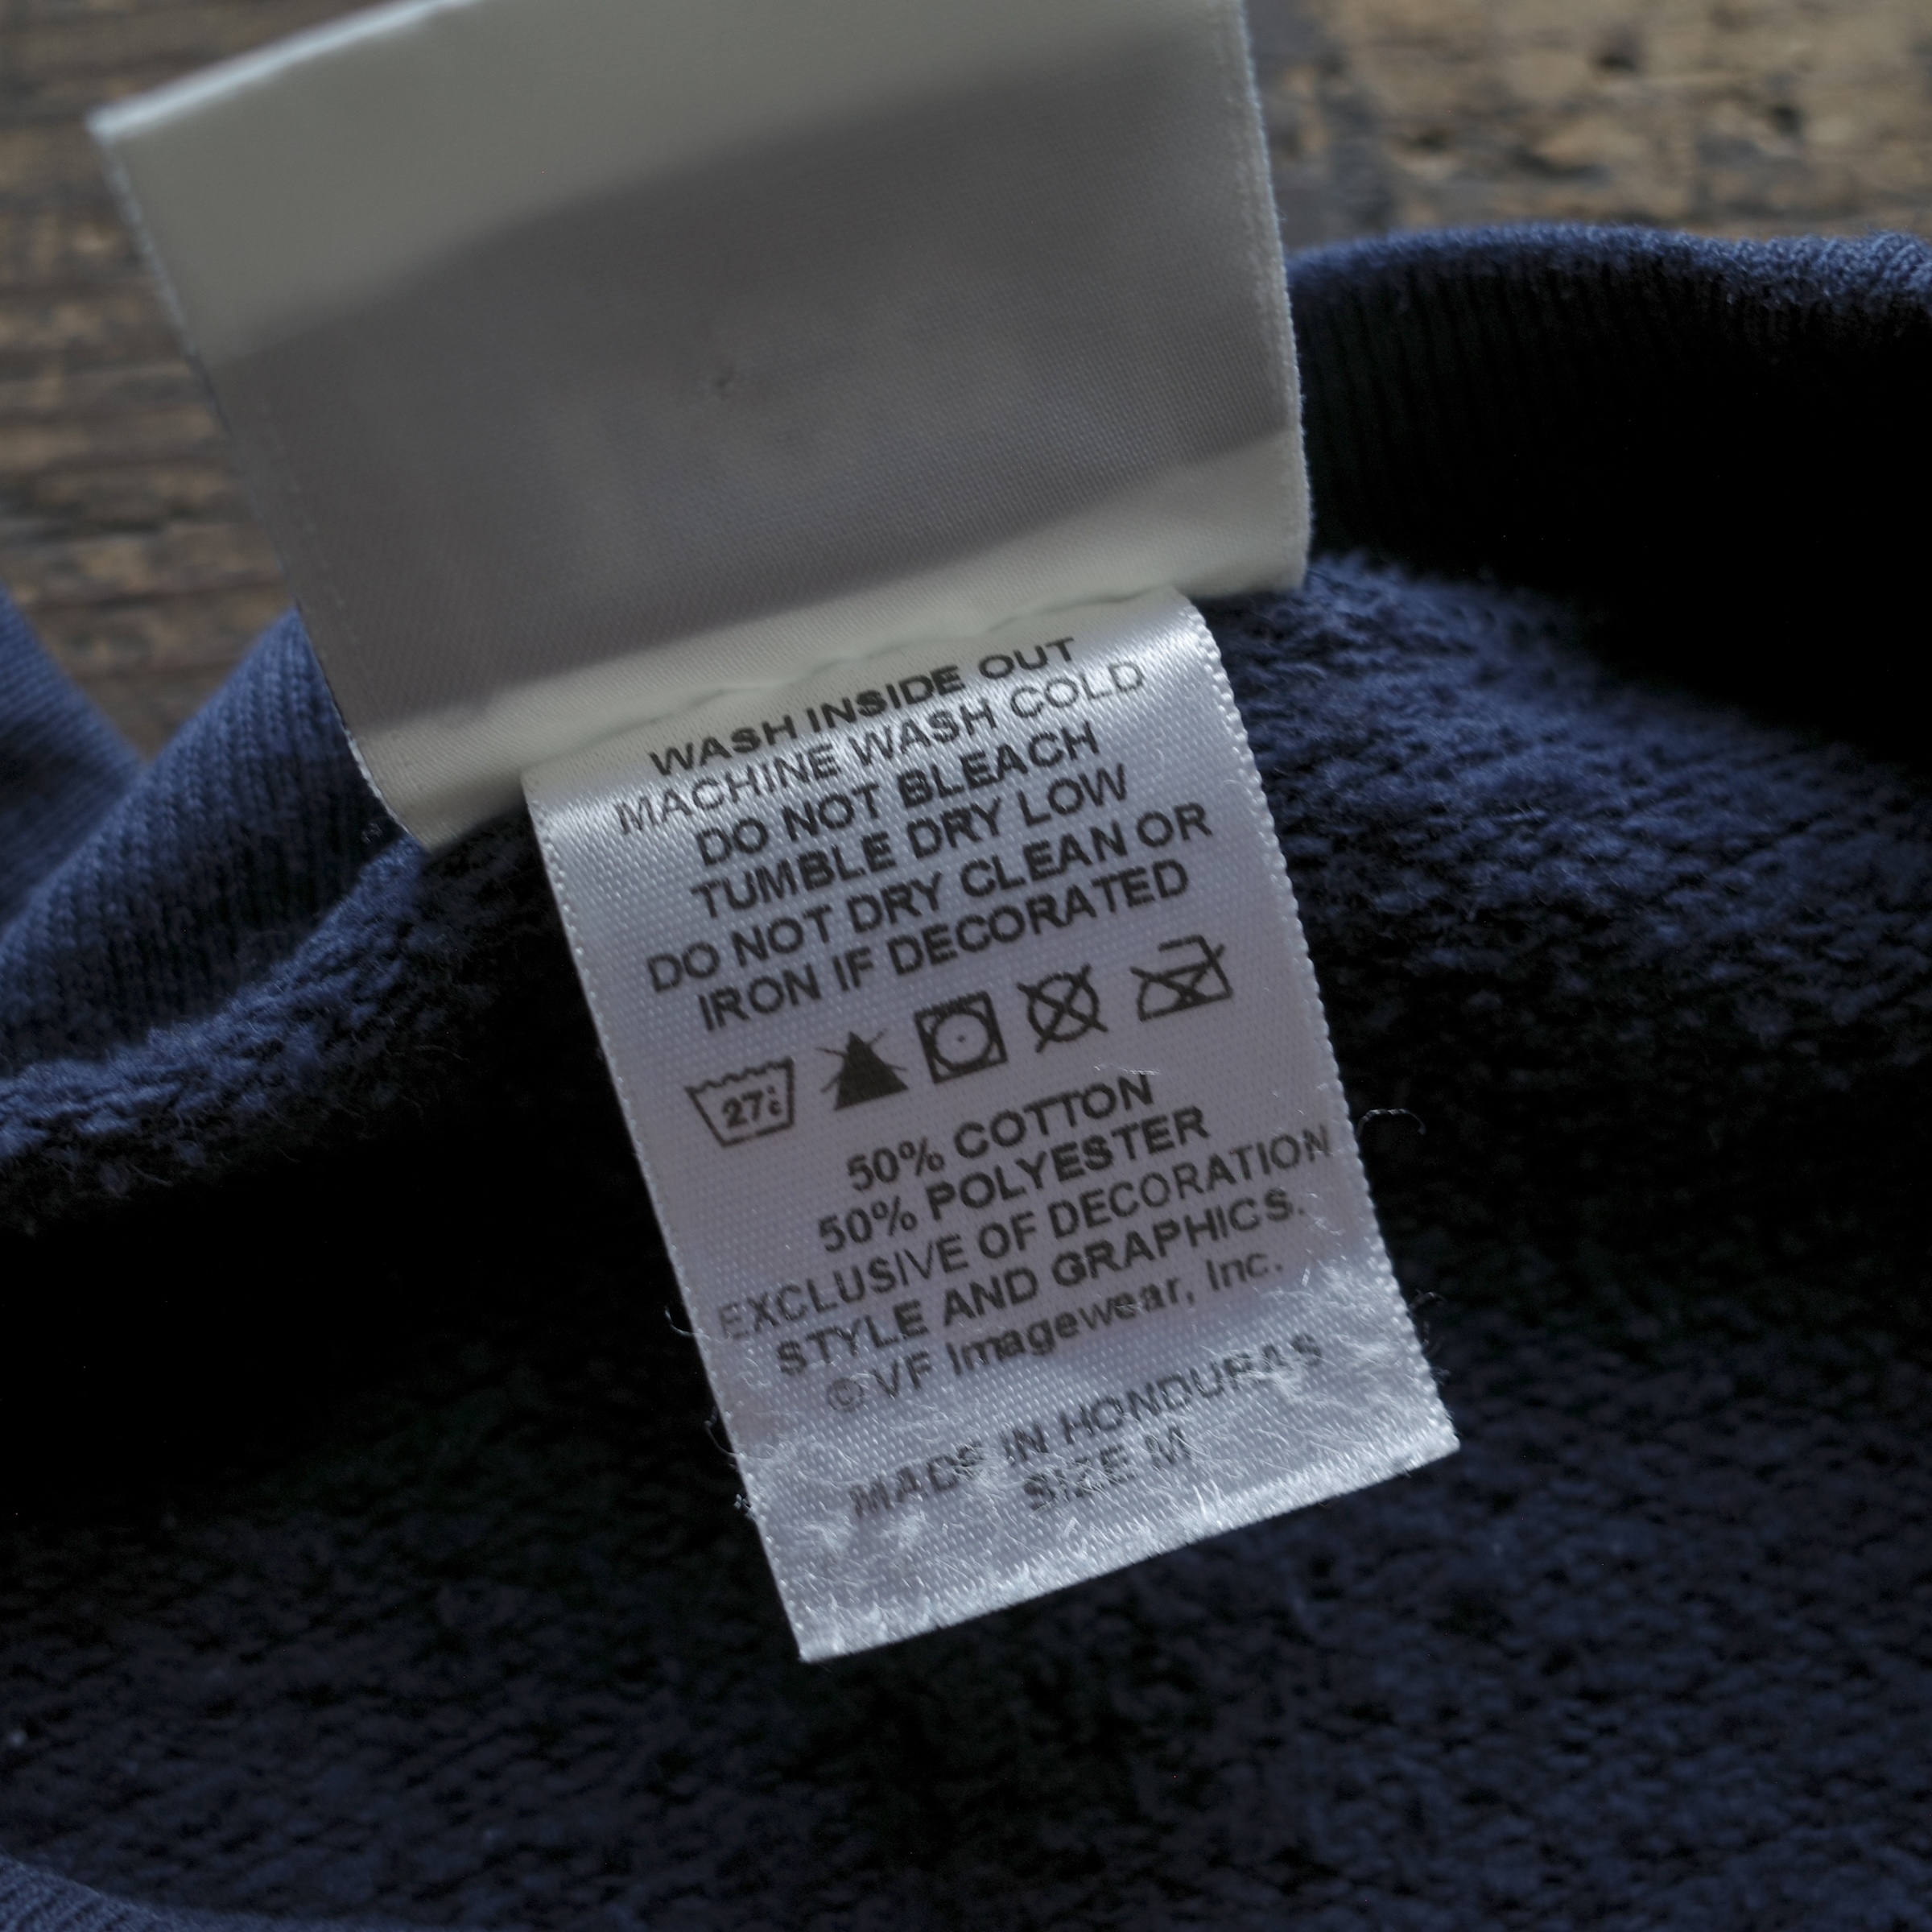 WASH INSIDE OUT
MACHINE WASH COLD
DO NOT BLEACH
TUMBLE DRY LOW
DO NOT DRY CLEAN OR
IRON IF DECORATED
27°C
50% COTTON
50% POLYESTER
EXCLUSIVE OF DECORATION
STYLE AND GRAPHICS.
©VF Imagewear, Inc.
MADE IN HONDURAS
SIZE M